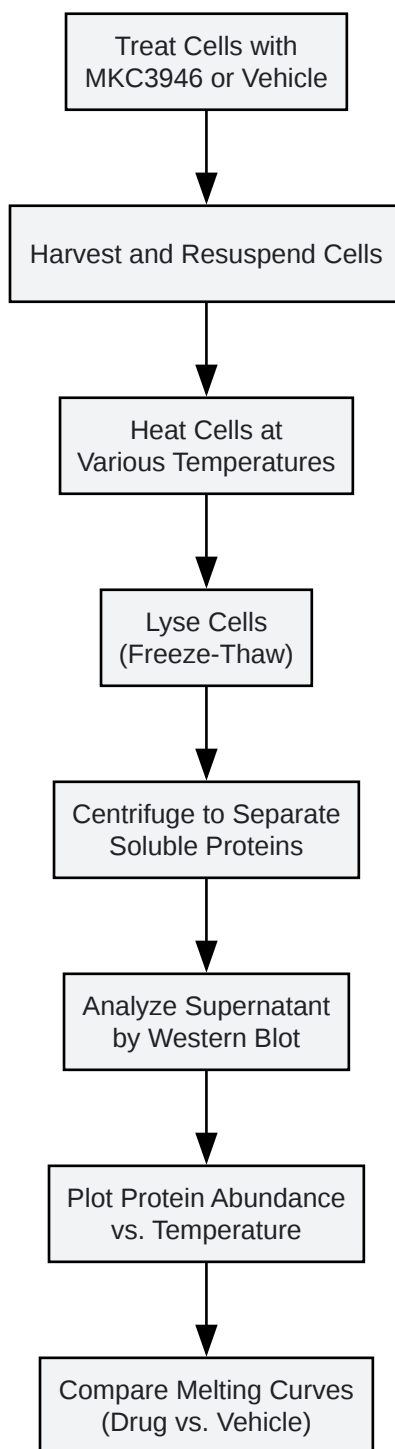 Treat Cells with
MKC3946 or Vehicle
Harvest and Resuspend Cells
Heat Cells at
Various Temperatures
Lyse Cells
(Freeze-Thaw)
Centrifuge to Separate
Soluble Proteins
Analyze Supernatant
by Western Blot
Plot Protein Abundance
vs. Temperature
Compare Melting Curves
(Drug vs. Vehicle)